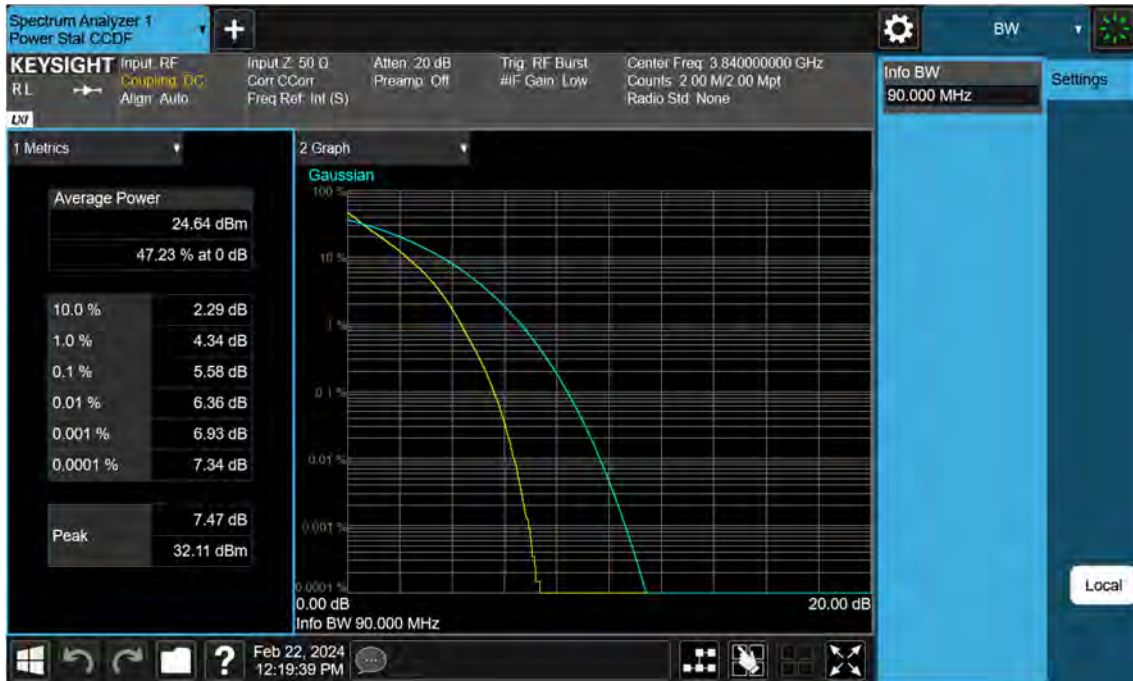 Spectrum Analyzer 1
Power Stat CCDF
BW
KEYSIGHT
RL
LXI
Input: RF
Coupling: DC
Align: Auto
Input Z: 50 Ω
Corr CCorr
Freq Ref: Int (S)
Atten: 20 dB
Preamp: Off
Trig: RF Burst
#IF Gain: Low
Center Freq: 3.840000000 GHz
Counts: 2.00 M/2.00 Mpt
Radio Std: None
Info BW
90.000 MHz
Settings
1 Metrics
Average Power
24.64 dBm
47.23 % at 0 dB
10.0 % 2.29 dB
1.0 % 4.34 dB
0.1 % 5.58 dB
0.01 % 6.36 dB
0.001 % 6.93 dB
0.0001 % 7.34 dB
Peak
7.47 dB
32.11 dBm
2 Graph
Gaussian
100 %
10 %
1 %
0.1 %
0.01 %
0.001 %
0.0001 %
0.00 dB 20.00 dB
Info BW 90.000 MHz
Local
?
Feb 22, 2024
12:19:39 PM